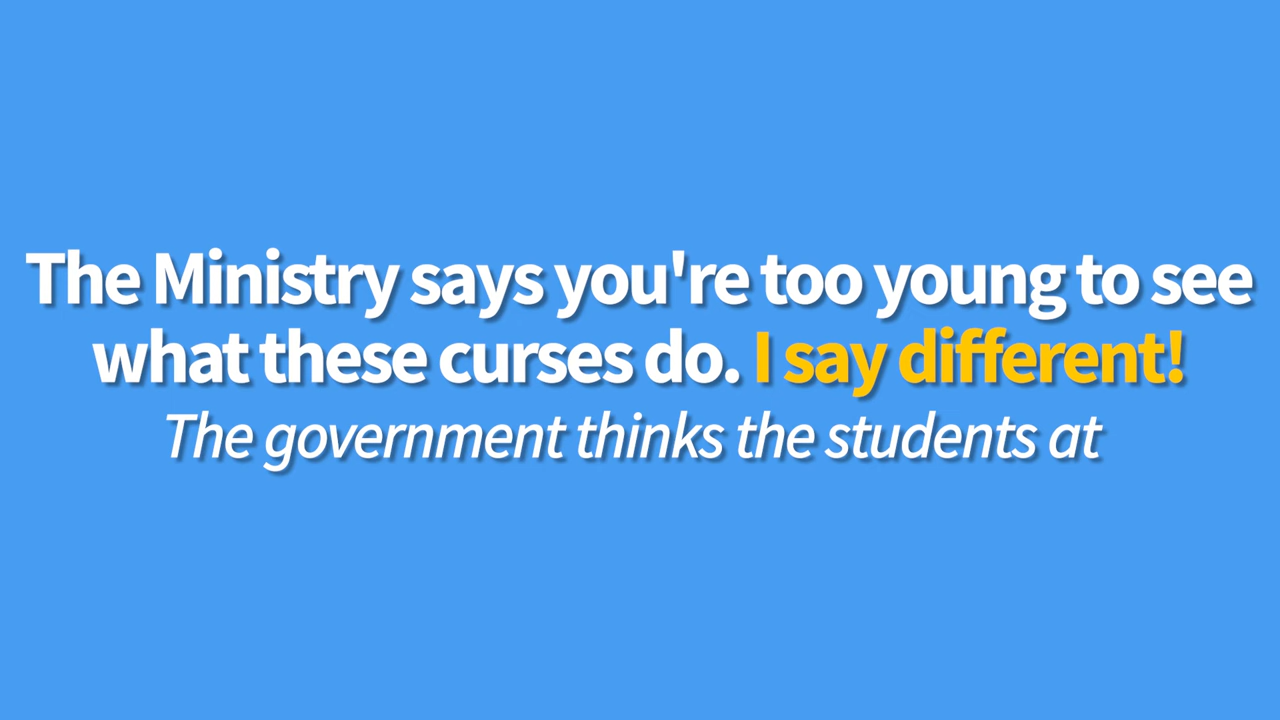 The Ministry says you're too young to see
what these curses do. I say different!
The government thinks the students at